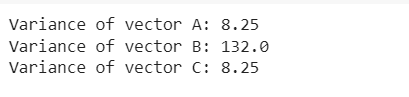 Variance of vector A: 8.25
Variance of vector B: 132.0
Variance of vector C: 8.25